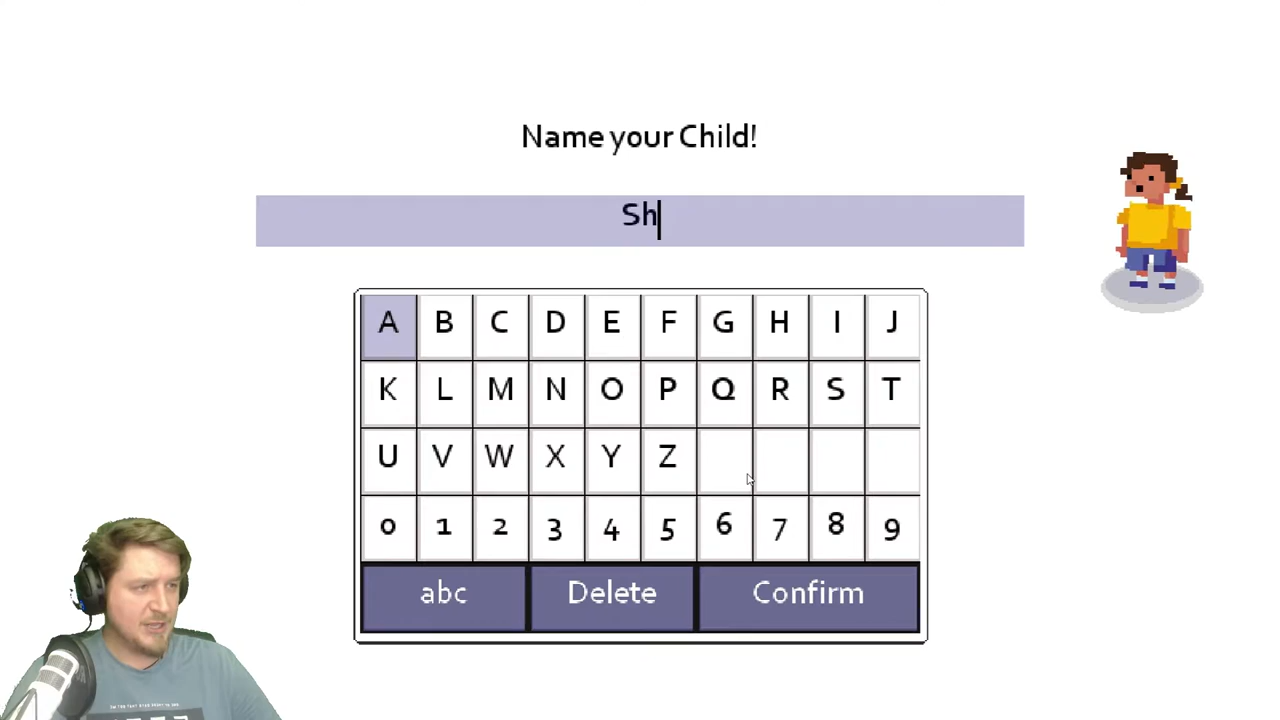 Name your Child!
Sh
A B C D E F G H I J
K L M N O P Q R S T
U V W X Y Z
0 1 2 3 4 5 6 7 8 9
abc Delete Confirm